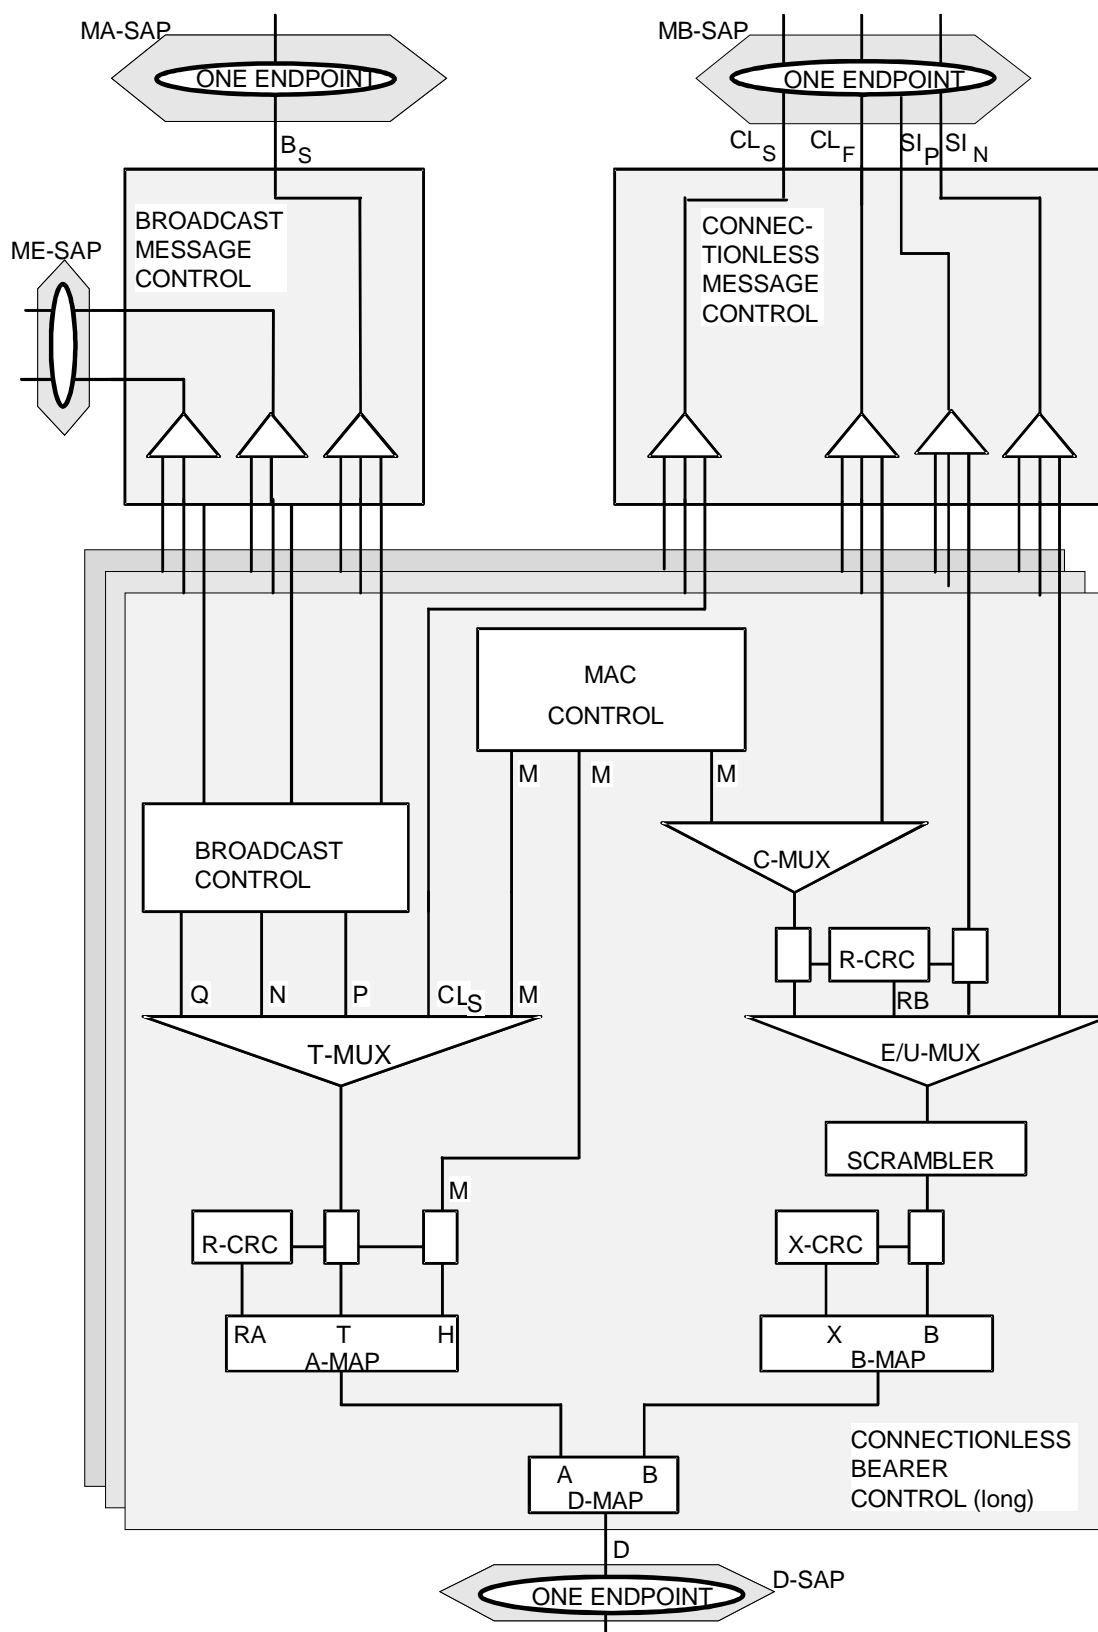 MA-SAP
MB-SAP
ONE ENDPOINT
ONE ENDPOINT
BS
CLS
CLF
SIP
SIN
BROADCAST
MESSAGE
CONTROL
CONNEC-
TIONLESS
MESSAGE
CONTROL
ME-SAP
MAC
CONTROL
M
M
M
BROADCAST
CONTROL
C-MUX
R-CRC
Q
N
P
CLS
M
RB
T-MUX
E/U-MUX
SCRAMBLER
M
R-CRC
X-CRC
RA
T
H
A-MAP
X
B
B-MAP
CONNECTIONLESS
BEARER
CONTROL (long)
A
B
D-MAP
D
D-SAP
ONE ENDPOINT